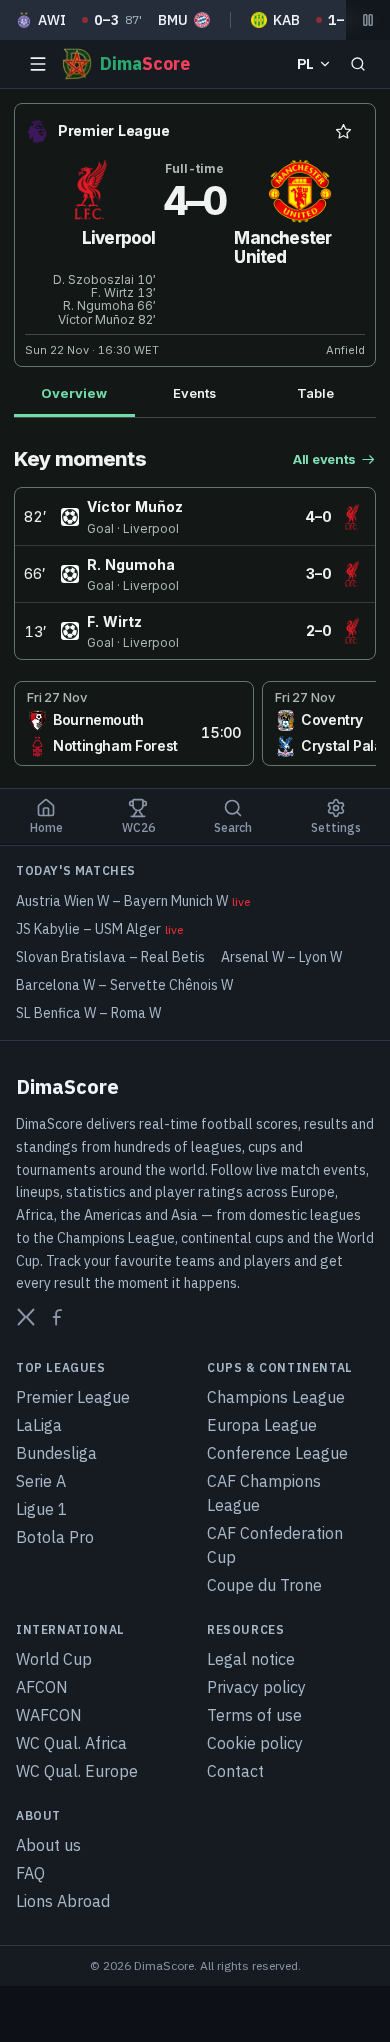 AWI 0–3 87' BMU KAB 1–
DimaScore PL
Premier League
Full-time
4–0
Liverpool
Manchester United
D. Szoboszlai 10'
F. Wirtz 13'
R. Ngumoha 66'
Víctor Muñoz 82'
Sun 22 Nov · 16:30 WET Anfield
Overview Events Table
Key moments All events →
82' Víctor Muñoz 4–0
Goal · Liverpool
66' R. Ngumoha 3–0
Goal · Liverpool
13' F. Wirtz 2–0
Goal · Liverpool
Fri 27 Nov
Bournemouth
Nottingham Forest
15:00
Fri 27 Nov
Coventry
Crystal Pala
Home WC26 Search Settings
TODAY'S MATCHES
Austria Wien W – Bayern Munich W live
JS Kabylie – USM Alger live
Slovan Bratislava – Real Betis Arsenal W – Lyon W
Barcelona W – Servette Chênois W
SL Benfica W – Roma W
DimaScore
DimaScore delivers real-time football scores, results and
standings from hundreds of leagues, cups and
tournaments around the world. Follow live match events,
lineups, statistics and player ratings across Europe,
Africa, the Americas and Asia — from domestic leagues
to the Champions League, continental cups and the World
Cup. Track your favourite teams and players and get
every result the moment it happens.
TOP LEAGUES
Premier League
LaLiga
Bundesliga
Serie A
Ligue 1
Botola Pro
CUPS & CONTINENTAL
Champions League
Europa League
Conference League
CAF Champions
League
CAF Confederation
Cup
Coupe du Trone
INTERNATIONAL
World Cup
AFCON
WAFCON
WC Qual. Africa
WC Qual. Europe
RESOURCES
Legal notice
Privacy policy
Terms of use
Cookie policy
Contact
ABOUT
About us
FAQ
Lions Abroad
© 2026 DimaScore. All rights reserved.